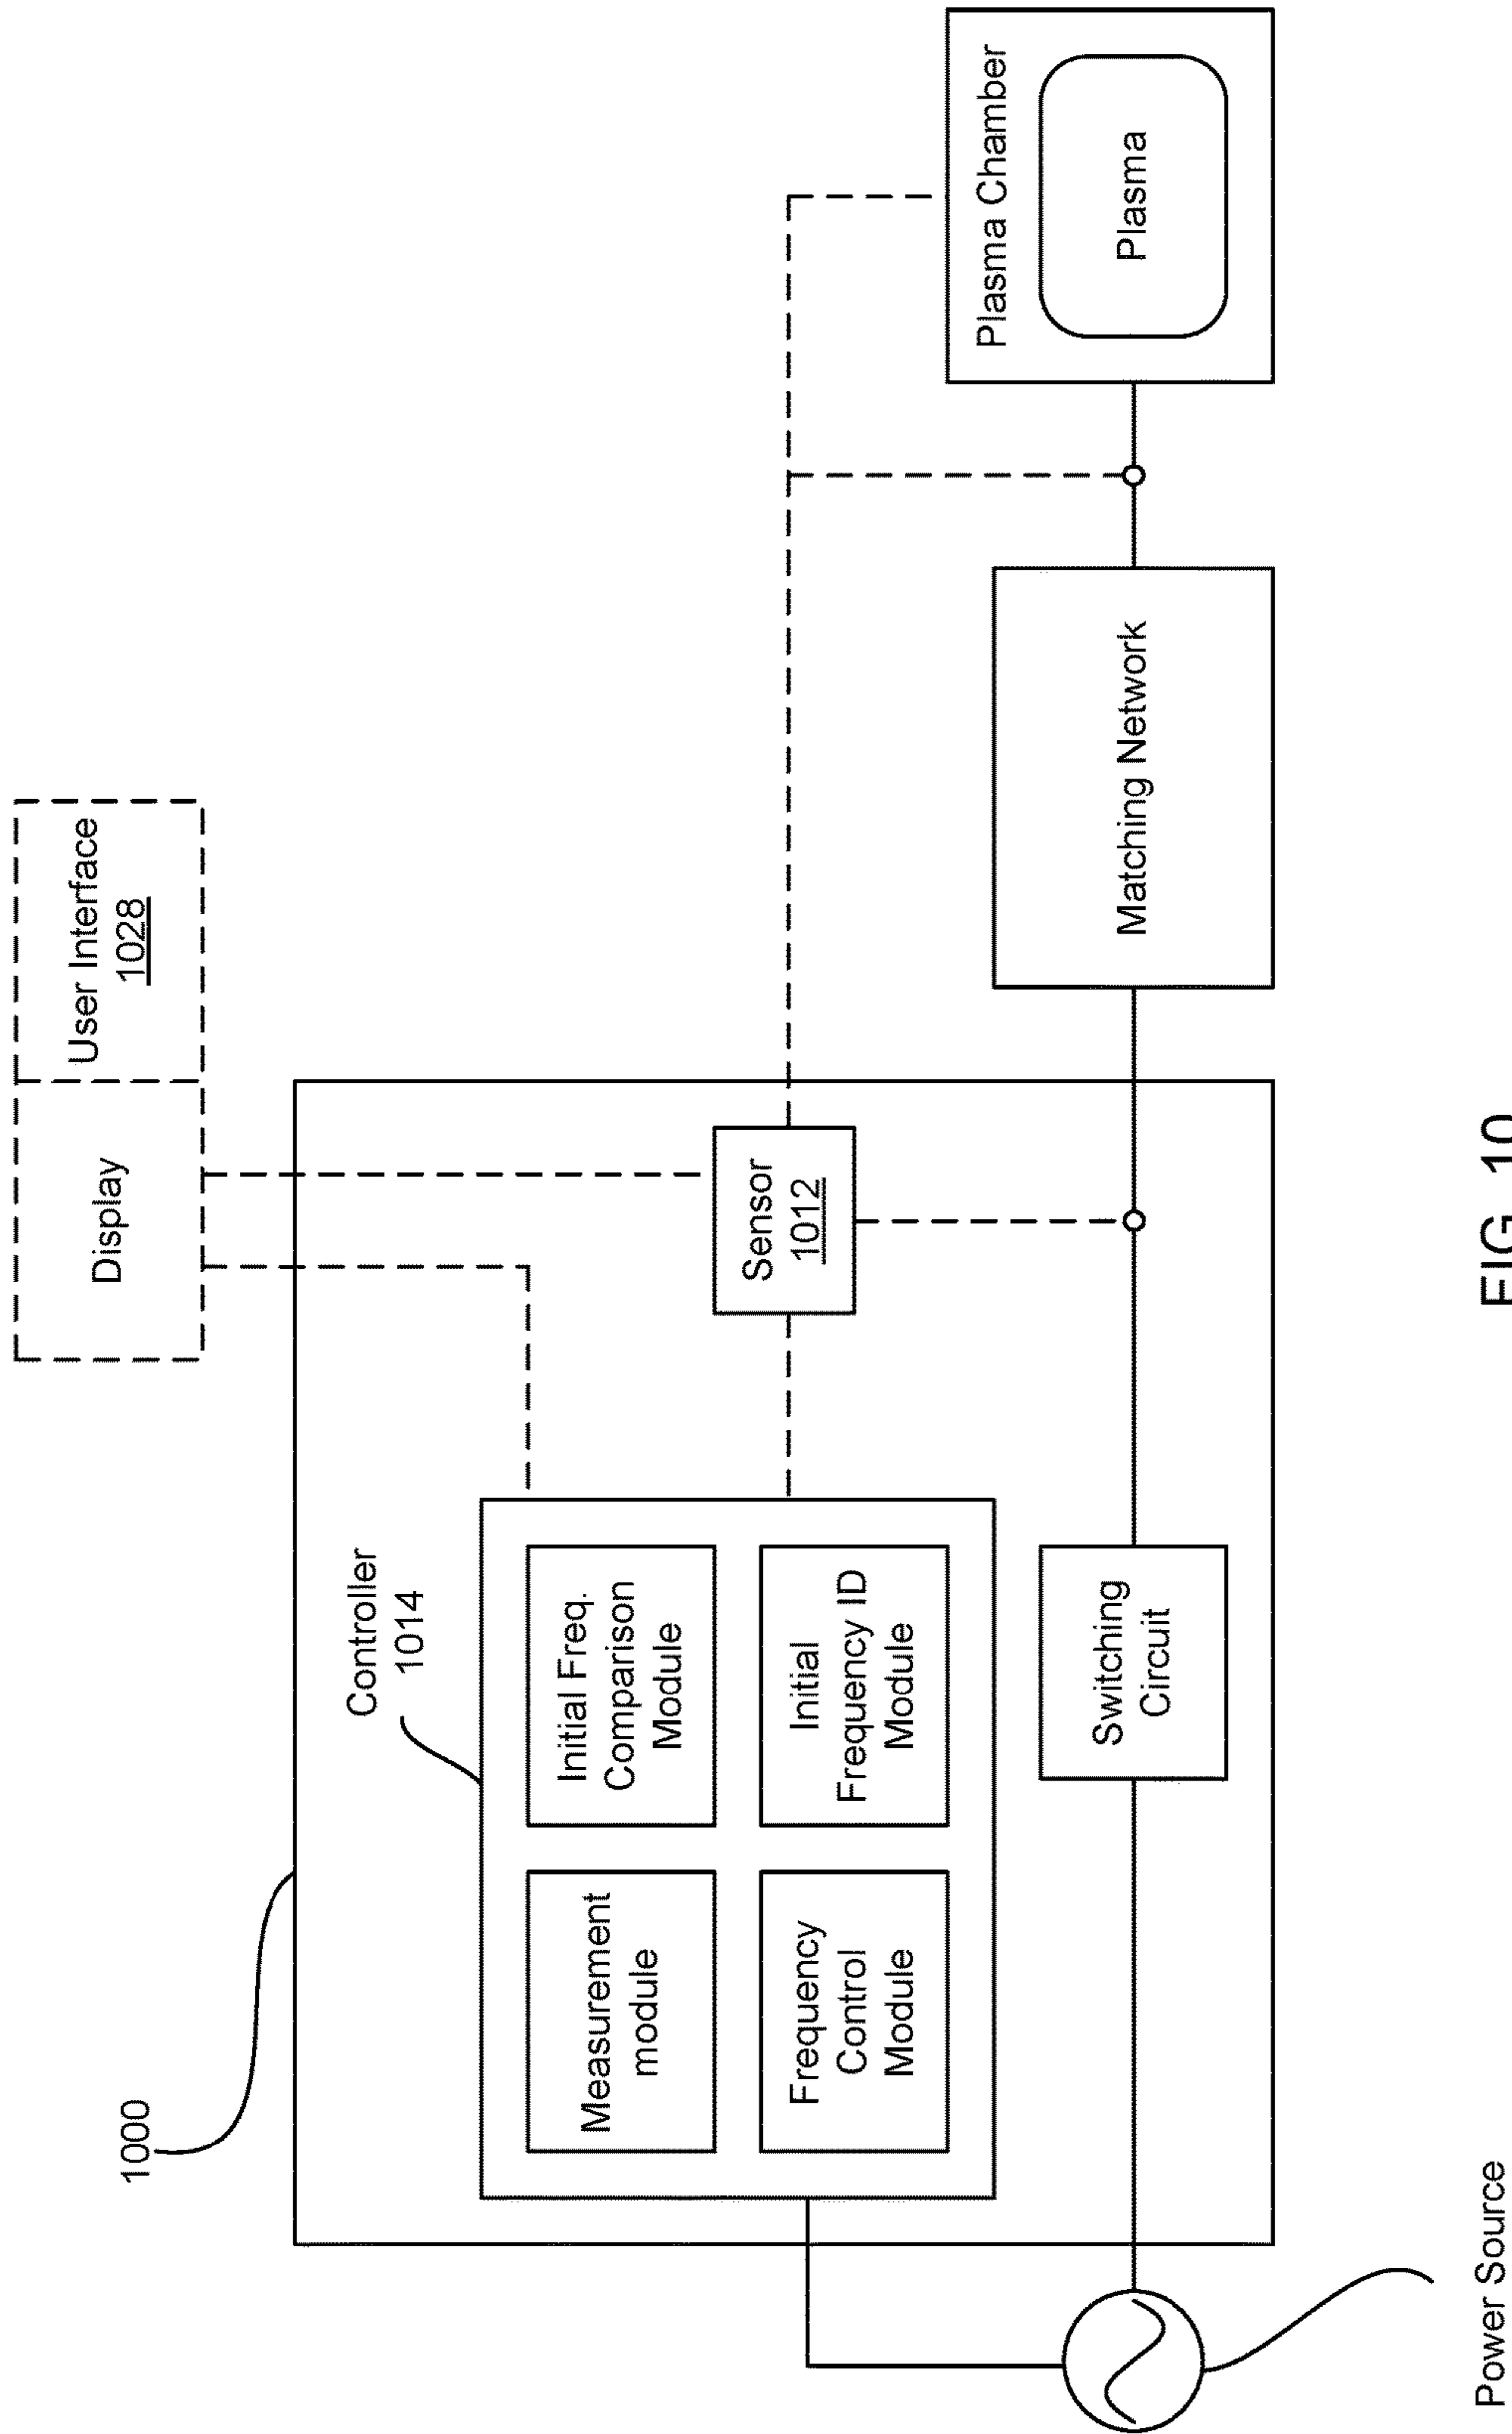 Display
User Interface
1028
1000
Controller
1014
Measurement
module
Initial Freq.
Comparison
Module
Frequency
Control
Module
Initial
Frequency ID
Module
Sensor
1012
Switching
Circuit
Matching Network
Plasma Chamber
Plasma
Power Source
FIG. 10